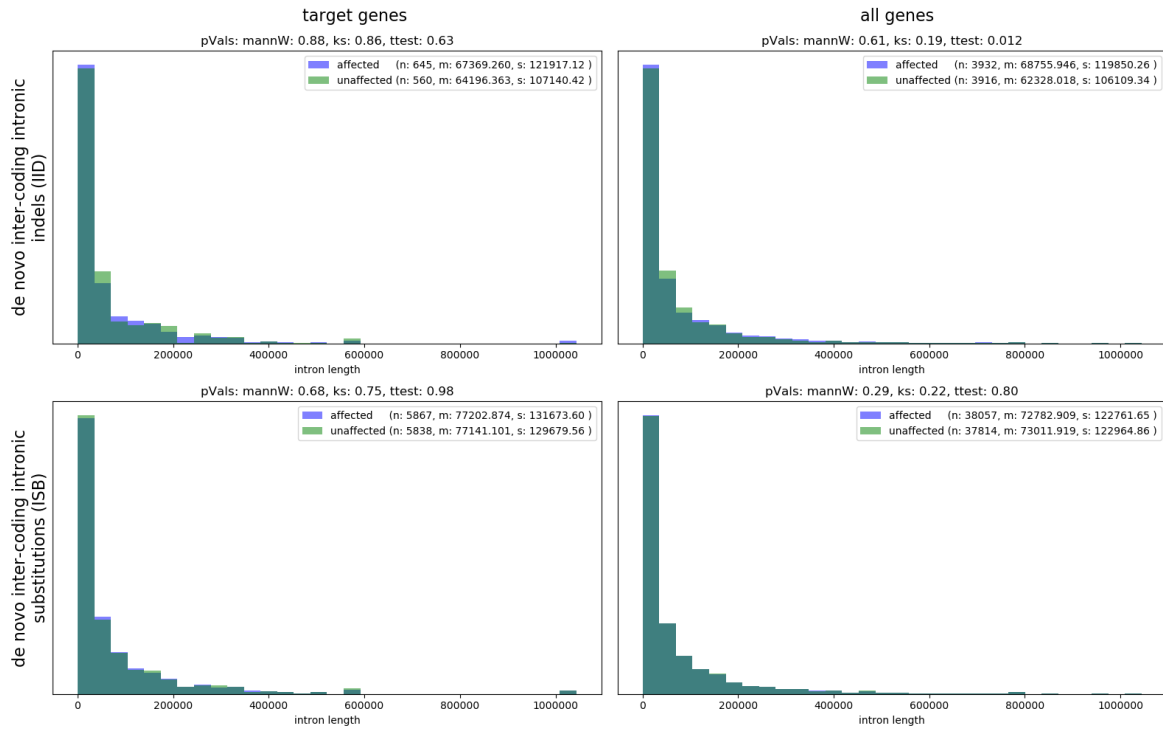 target genes
all genes
pVals: mannW: 0.88, ks: 0.86, ttest: 0.63
pVals: mannW: 0.61, ks: 0.19, ttest: 0.012
affected (n: 645, m: 67369.260, s: 121917.12 )
unaffected (n: 560, m: 64196.363, s: 107140.42 )
affected (n: 3932, m: 68755.946, s: 119850.26 )
unaffected (n: 3916, m: 62328.018, s: 106109.34 )
de novo inter-coding intronic
indels (IID)
0 200000 400000 600000 800000 1000000
intron length
0 200000 400000 600000 800000 1000000
intron length
pVals: mannW: 0.68, ks: 0.75, ttest: 0.98
pVals: mannW: 0.29, ks: 0.22, ttest: 0.80
affected (n: 5867, m: 77202.874, s: 131673.60 )
unaffected (n: 5838, m: 77141.101, s: 129679.56 )
affected (n: 38057, m: 72782.909, s: 122761.65 )
unaffected (n: 37814, m: 73011.919, s: 122964.86 )
de novo inter-coding intronic
substitutions (ISB)
0 200000 400000 600000 800000 1000000
intron length
0 200000 400000 600000 800000 1000000
intron length